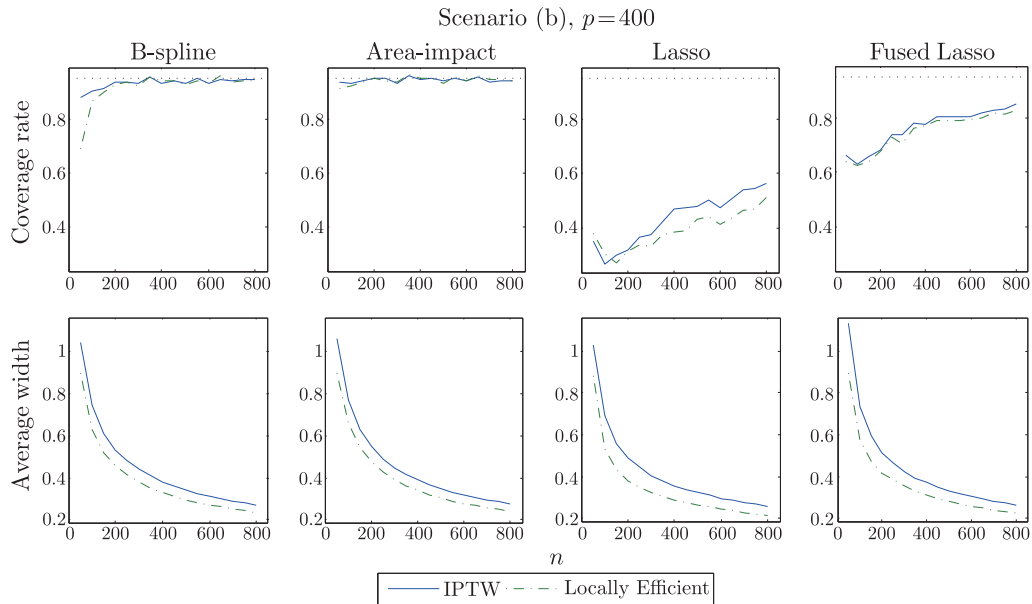 Scenario (b), p=400
B-spline
Area-impact
Lasso
Fused Lasso
Coverage rate
0.8
0.6
0.4
0 200 400 600 800
0.8
0.6
0.4
0 200 400 600 800
0.8
0.6
0.4
0 200 400 600 800
0.8
0.6
0.4
0 200 400 600 800
Average width
1
0.8
0.6
0.4
0.2
0 200 400 600 800
1
0.8
0.6
0.4
0.2
0 200 400 600 800
1
0.8
0.6
0.4
0.2
0 200 400 600 800
1
0.8
0.6
0.4
0.2
0 200 400 600 800
n
IPTW
Locally Efficient